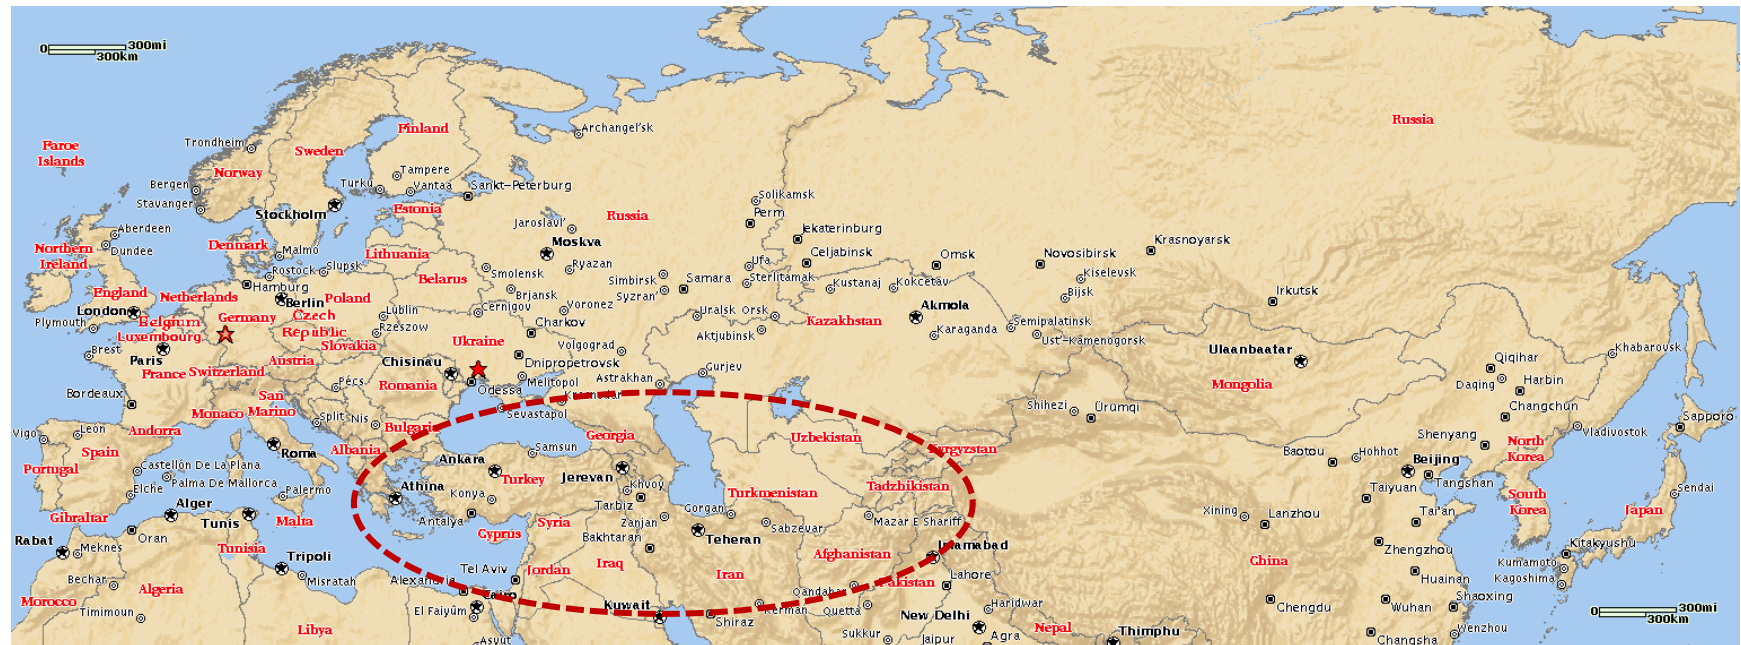 0 300mi
300km
Faroe
Islands
Trondheim
Finland
Archangel'sk
Russia
Sweden
Norway
Tampere
Turku
Vantaa
Sankt-Peterburg
Bergen
Stavanger
Stockholm
Estonia
Russia
Solikamsk
Perm
Jaroslavl'
Moskva
Jekaterinburg
Krasnoyarsk
Aberdeen
Dundee
Northern
Ireland
Denmark
Malmö
Lithuania
Celjabinsk
Omsk
Novosibirsk
Ryazan
Ufa
Rostock
Slupsk
Smolensk
Simbirsk
Samara
Sterlitamak
Kiselevsk
Belarus
Hamburg
England
Netherlands
Berlin
Poland
Brjansk
Syzran'
Kustanaj
Kokcetav
Bijsk
Irkutsk
London
Plymouth
Belgium
Germany
Czech
Republic
Lublin
Cernigov
Voronez
Uralsk
Orsk
Akmola
Kazakhstan
Luxembourg
Rzeszow
Charkov
Aktjubinsk
Karaganda
Semipalatinsk
Ust'-Kamenogorsk
Slovakia
Ukraine
Volgograd
Ulaanbaatar
Khabarovsk
Brest
Paris
Austria
Chisinau
Dnipropetrovsk
Qiqihar
France
Switzerland
Romania
Melitopol
Astrakhan
Gurjev
Mongolia
Daqing
Harbin
Bordeaux
San
Marino
Pécs
Odessa
Krasnodar
Monaco
Split
Nis
Sevastapol
Shihezi
Ürümqi
Changchun
Sapporo
Vigo
León
Andorra
Bulgaria
Georgia
Uzbekistan
Shenyang
Vladivostok
Spain
Roma
Albania
Samsun
Kyrgyzstan
Baotou
Hohhot
Beijing
North
Korea
Portugal
Castellón De La Plana
Palma De Mallorca
Ankara
Turkey
Jerevan
Khvoy
Tadzhikistan
Tangshan
Elche
Palermo
Athina
Konya
Tarbiz
Turkmenistan
Taiyuan
South
Korea
Sendai
Gibraltar
Alger
Tunis
Malta
Antalya
Cyprus
Syria
Zanjan
Gorgan
Sabzevar
Mazar E Shariff
Xining
Lanzhou
Tai'an
Japan
Rabat
Meknes
Oran
Tunisia
Tripoli
Bakhtaran
Teheran
Afghanistan
Islamabad
Zhengzhou
Kitakyushu
Bechar
Algeria
Misratah
Tel Aviv
Alexandria
Jordan
Iraq
Iran
Pakistan
Lahore
China
Huainan
Kumamoto
Kagoshima
Morocco
Timimoun
El Faiyûm
Cairo
Kuwait
Shiraz
Kerman
Qandahar
Quetta
New Delhi
Haridwar
Chengdu
Wuhan
Shaoxing
0 300mi
300km
Libya
Asyut
Sukkur
Jaipur
Agra
Nepal
Thimphu
Changsha
Wenzhou